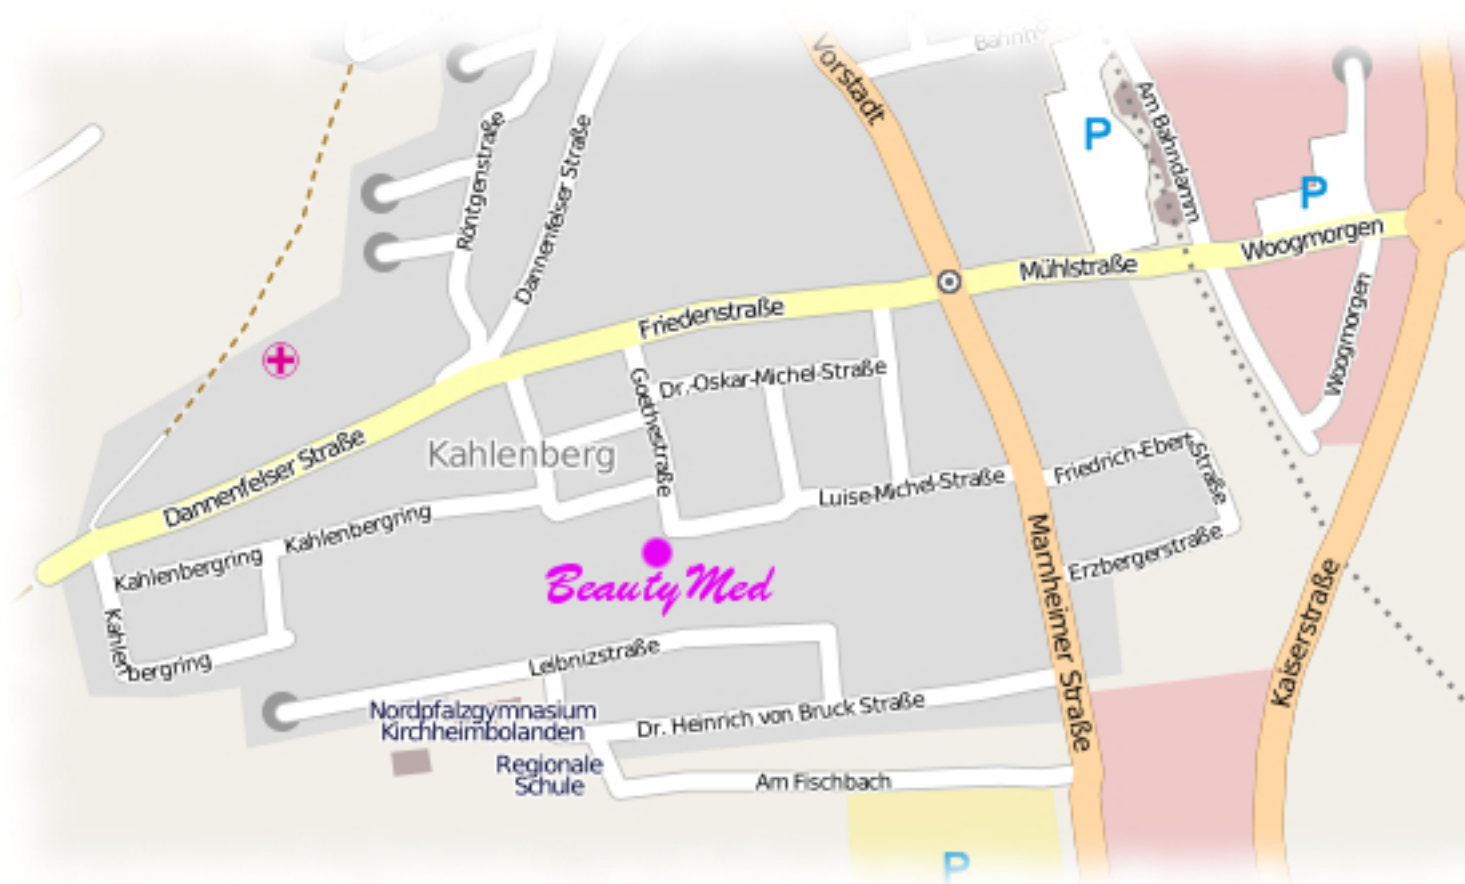 Bahnh
Vorstadt
Am Bahndamm
P
P
Röntgenstraße
Dannenfelser Straße
Woogmorgen
Mühlstraße
Friedenstraße
Woogmorgen
Dr.-Oskar-Michel-Straße
Goethestraße
Kahlenberg
Dannenfelser Straße
Luise-Michel-Straße
Friedrich-Ebert-Straße
Kahlenbergring
Kahlenbergring
Erzbergerstraße
BeautyMed
Marnheimer Straße
Kaiserstraße
Kahlenbergring
Leibnizstraße
Nordpfalzgymnasium
Kirchheimbolanden
Dr. Heinrich von Bruck Straße
Regionale
Schule
Am Fischbach
P